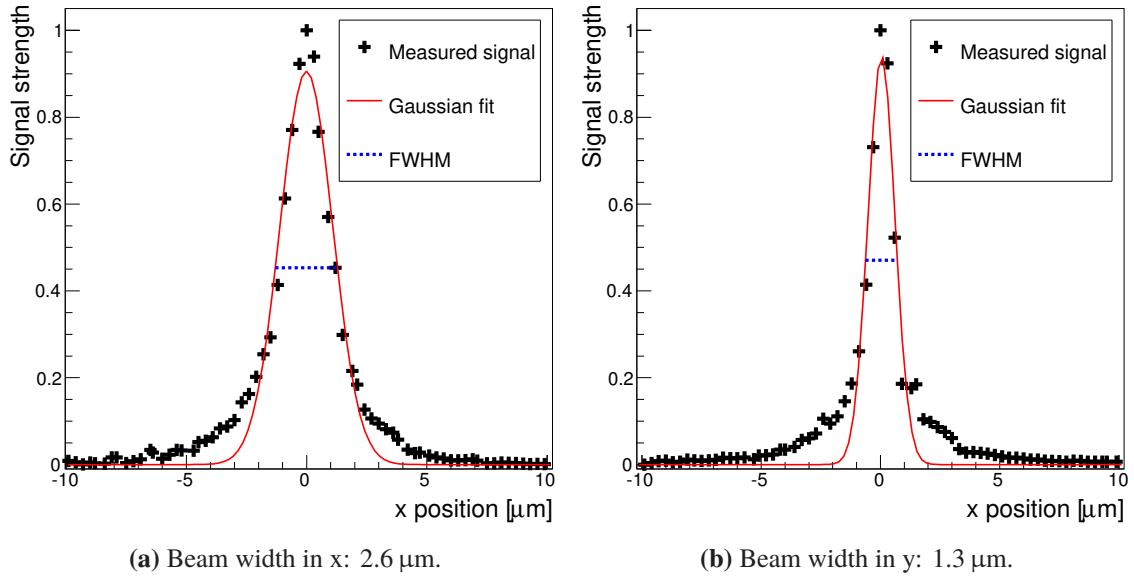 Signal strength
1
0.8
0.6
0.4
0.2
0
Measured signal
Gaussian fit
FWHM
-10 -5 0 5 10
x position [μm]
(a) Beam width in x: 2.6 μm.
Signal strength
1
0.8
0.6
0.4
0.2
0
Measured signal
Gaussian fit
FWHM
-10 -5 0 5 10
x position [μm]
(b) Beam width in y: 1.3 μm.